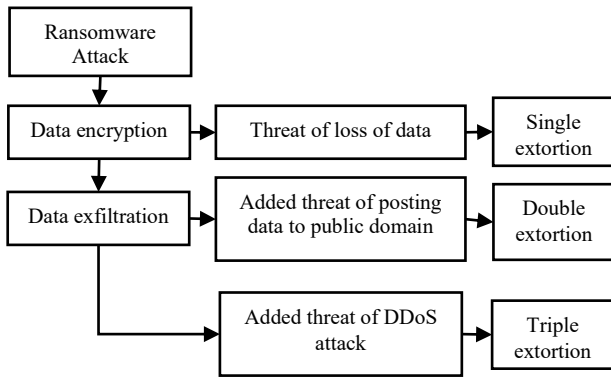 Ransomware
Attack
Data encryption
Threat of loss of data
Single
extortion
Data exfiltration
Added threat of posting
data to public domain
Double
extortion
Added threat of DDoS
attack
Triple
extortion